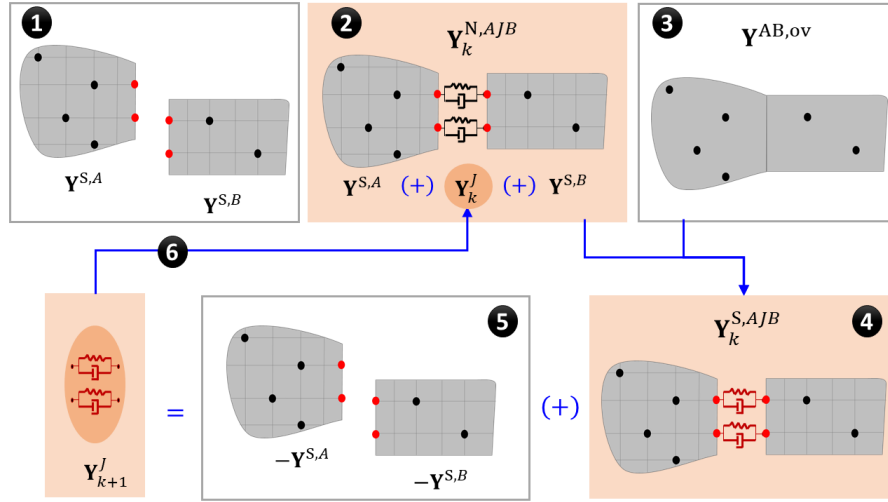 1
Y^{S,A}
Y^{S,B}
2
Y_k^{N,AJB}
Y^{S,A} (+) Y_k^J (+) Y^{S,B}
3
Y^{AB,ov}
6
Y_{k+1}^J
=
5
−Y^{S,A}
−Y^{S,B}
(+)
4
Y_k^{S,AJB}